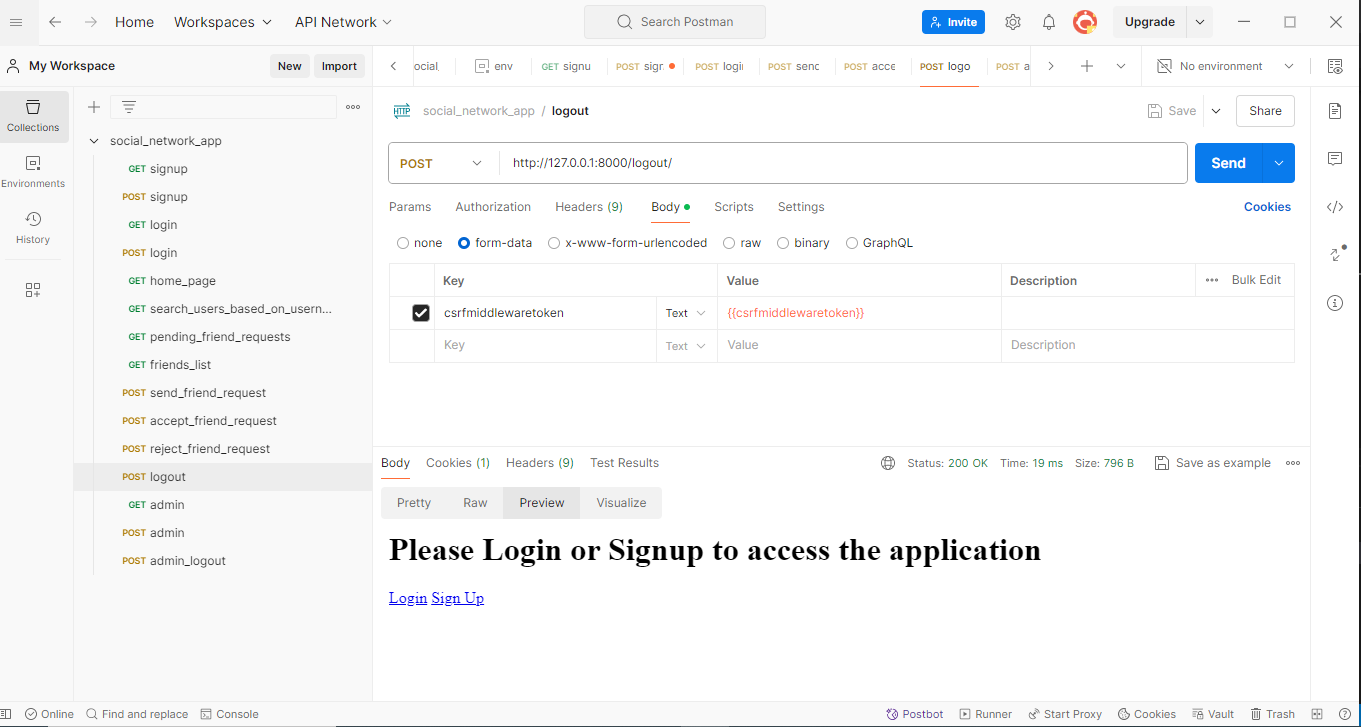 Home Workspaces API Network Search Postman Invite Upgrade
My Workspace New Import ocial_ env GET signu POST sign POST login POST senc POST acce POST logo POST a No environment
Collections
Environments
History
social_network_app
GET signup
POST signup
GET login
POST login
GET home_page
GET search_users_based_on_usern...
GET pending_friend_requests
GET friends_list
POST send_friend_request
POST accept_friend_request
POST reject_friend_request
POST logout
GET admin
POST admin
POST admin_logout
HTTP social_network_app / logout Save Share
POST http://127.0.0.1:8000/logout/ Send
Params Authorization Headers (9) Body Scripts Settings Cookies
none form-data x-www-form-urlencoded raw binary GraphQL
Key Value Description ••• Bulk Edit
csrfmiddlewaretoken Text {{csrfmiddlewaretoken}}
Key Text Value Description
Body Cookies (1) Headers (9) Test Results Status: 200 OK Time: 19 ms Size: 796 B Save as example
Pretty Raw Preview Visualize
Please Login or Signup to access the application
Login Sign Up
Online Find and replace Console Postbot Runner Start Proxy Cookies Vault Trash